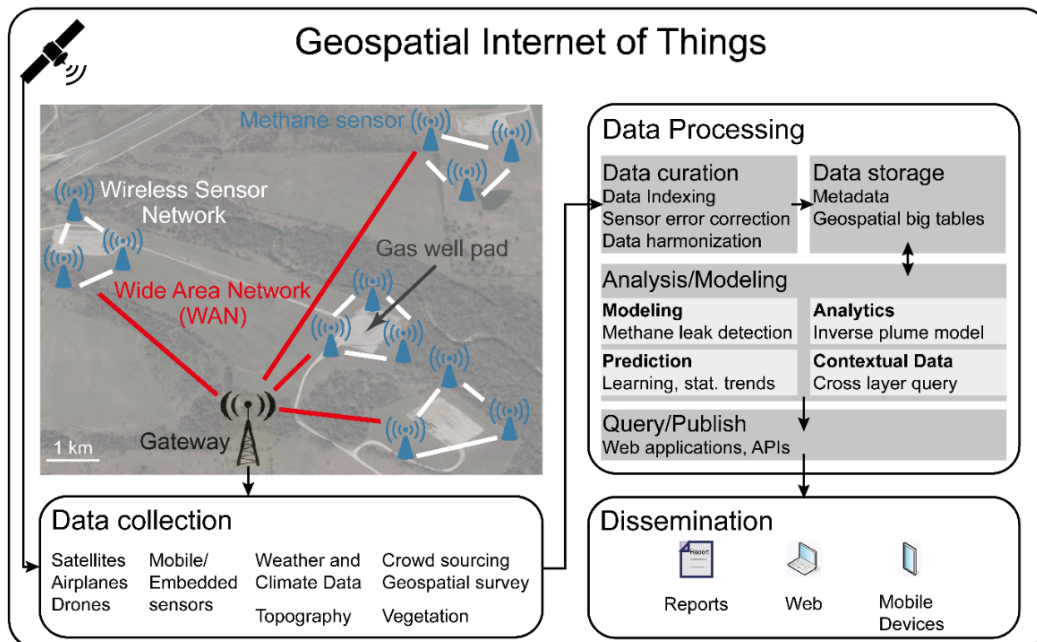 Geospatial Internet of Things
Methane sensor
Wireless Sensor
Network
Gas well pad
Wide Area Network
(WAN)
Gateway
1 km
Data collection
Satellites
Airplanes
Drones
Mobile/
Embedded
sensors
Weather and
Climate Data
Topography
Crowd sourcing
Geospatial survey
Vegetation
Data Processing
Data curation
Data Indexing
Sensor error correction
Data harmonization
Data storage
Metadata
Geospatial big tables
Analysis/Modeling
Modeling
Methane leak detection
Analytics
Inverse plume model
Prediction
Learning, stat. trends
Contextual Data
Cross layer query
Query/Publish
Web applications, APIs
Dissemination
Report
Reports
Web
Mobile
Devices